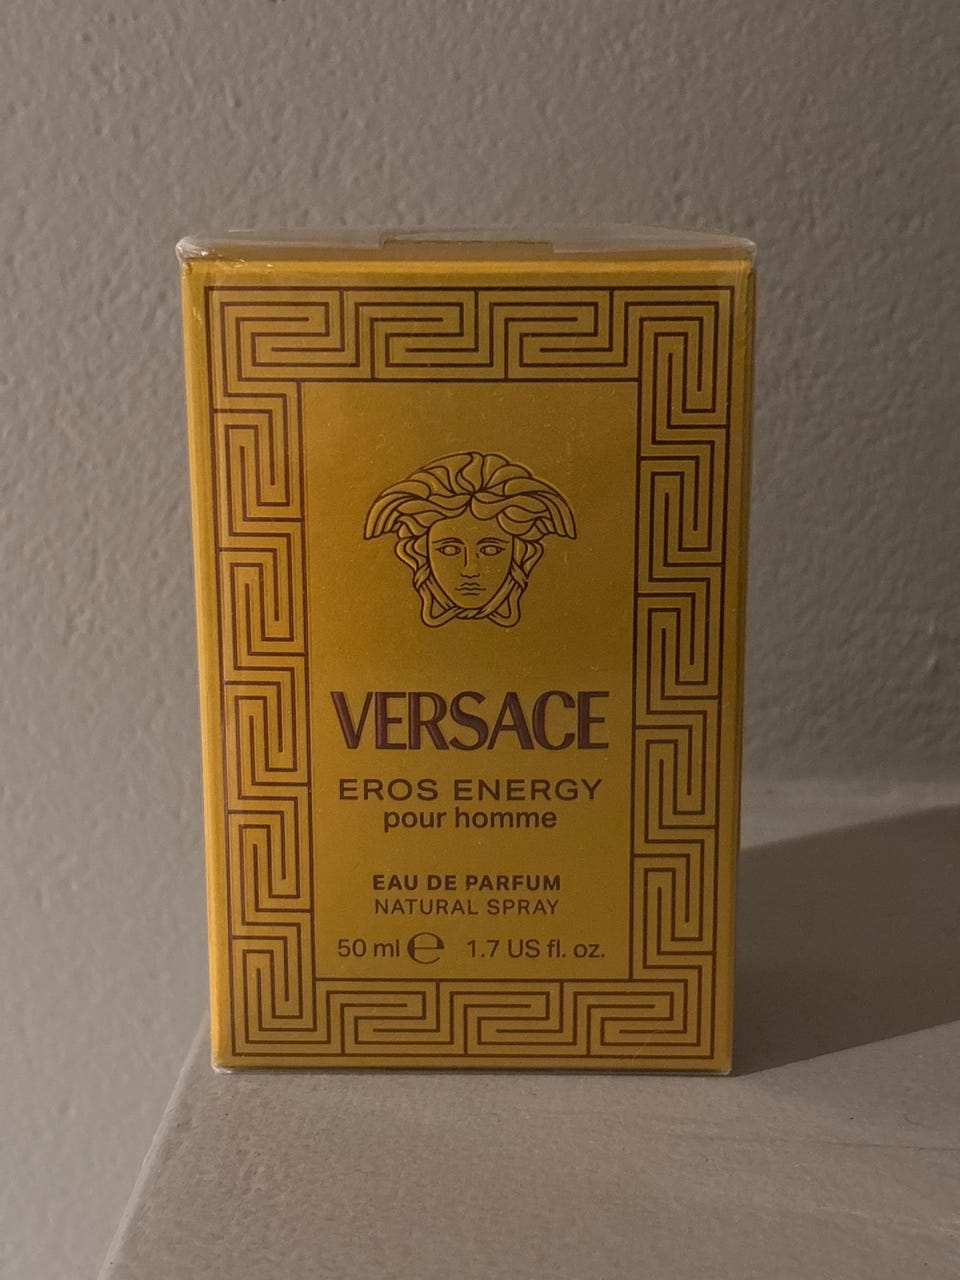 VERSACE
EROS ENERGY
pour homme
EAU DE PARFUM
NATURAL SPRAY
50 ml ℮ 1.7 US fl. oz.